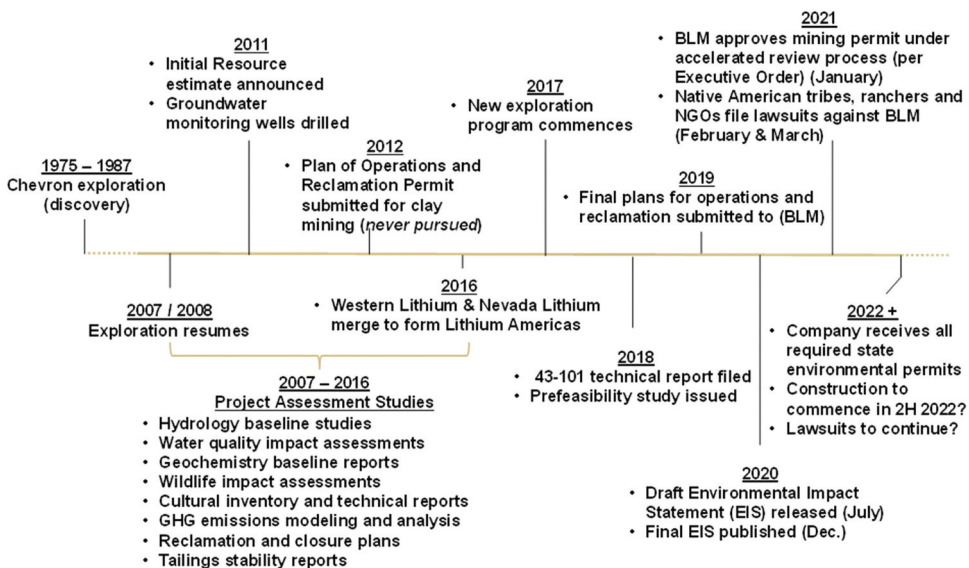 1975 – 1987
Chevron exploration
(discovery)
2007 / 2008
Exploration resumes
2011
• Initial Resource
estimate announced
• Groundwater
monitoring wells drilled
2012
• Plan of Operations and
Reclamation Permit
submitted for clay
mining (never pursued)
2016
• Western Lithium & Nevada Lithium
merge to form Lithium Americas
2007 – 2016
Project Assessment Studies
• Hydrology baseline studies
• Water quality impact assessments
• Geochemistry baseline reports
• Wildlife impact assessments
• Cultural inventory and technical reports
• GHG emissions modeling and analysis
• Reclamation and closure plans
• Tailings stability reports
2017
• New exploration
program commences
2018
• 43-101 technical report filed
• Prefeasibility study issued
2019
• Final plans for operations and
reclamation submitted to (BLM)
2020
• Draft Environmental Impact
Statement (EIS) released (July)
• Final EIS published (Dec.)
2021
• BLM approves mining permit under
accelerated review process (per
Executive Order) (January)
• Native American tribes, ranchers and
NGOs file lawsuits against BLM
(February & March)
2022 +
• Company receives all
required state
environmental permits
• Construction to
commence in 2H 2022?
• Lawsuits to continue?